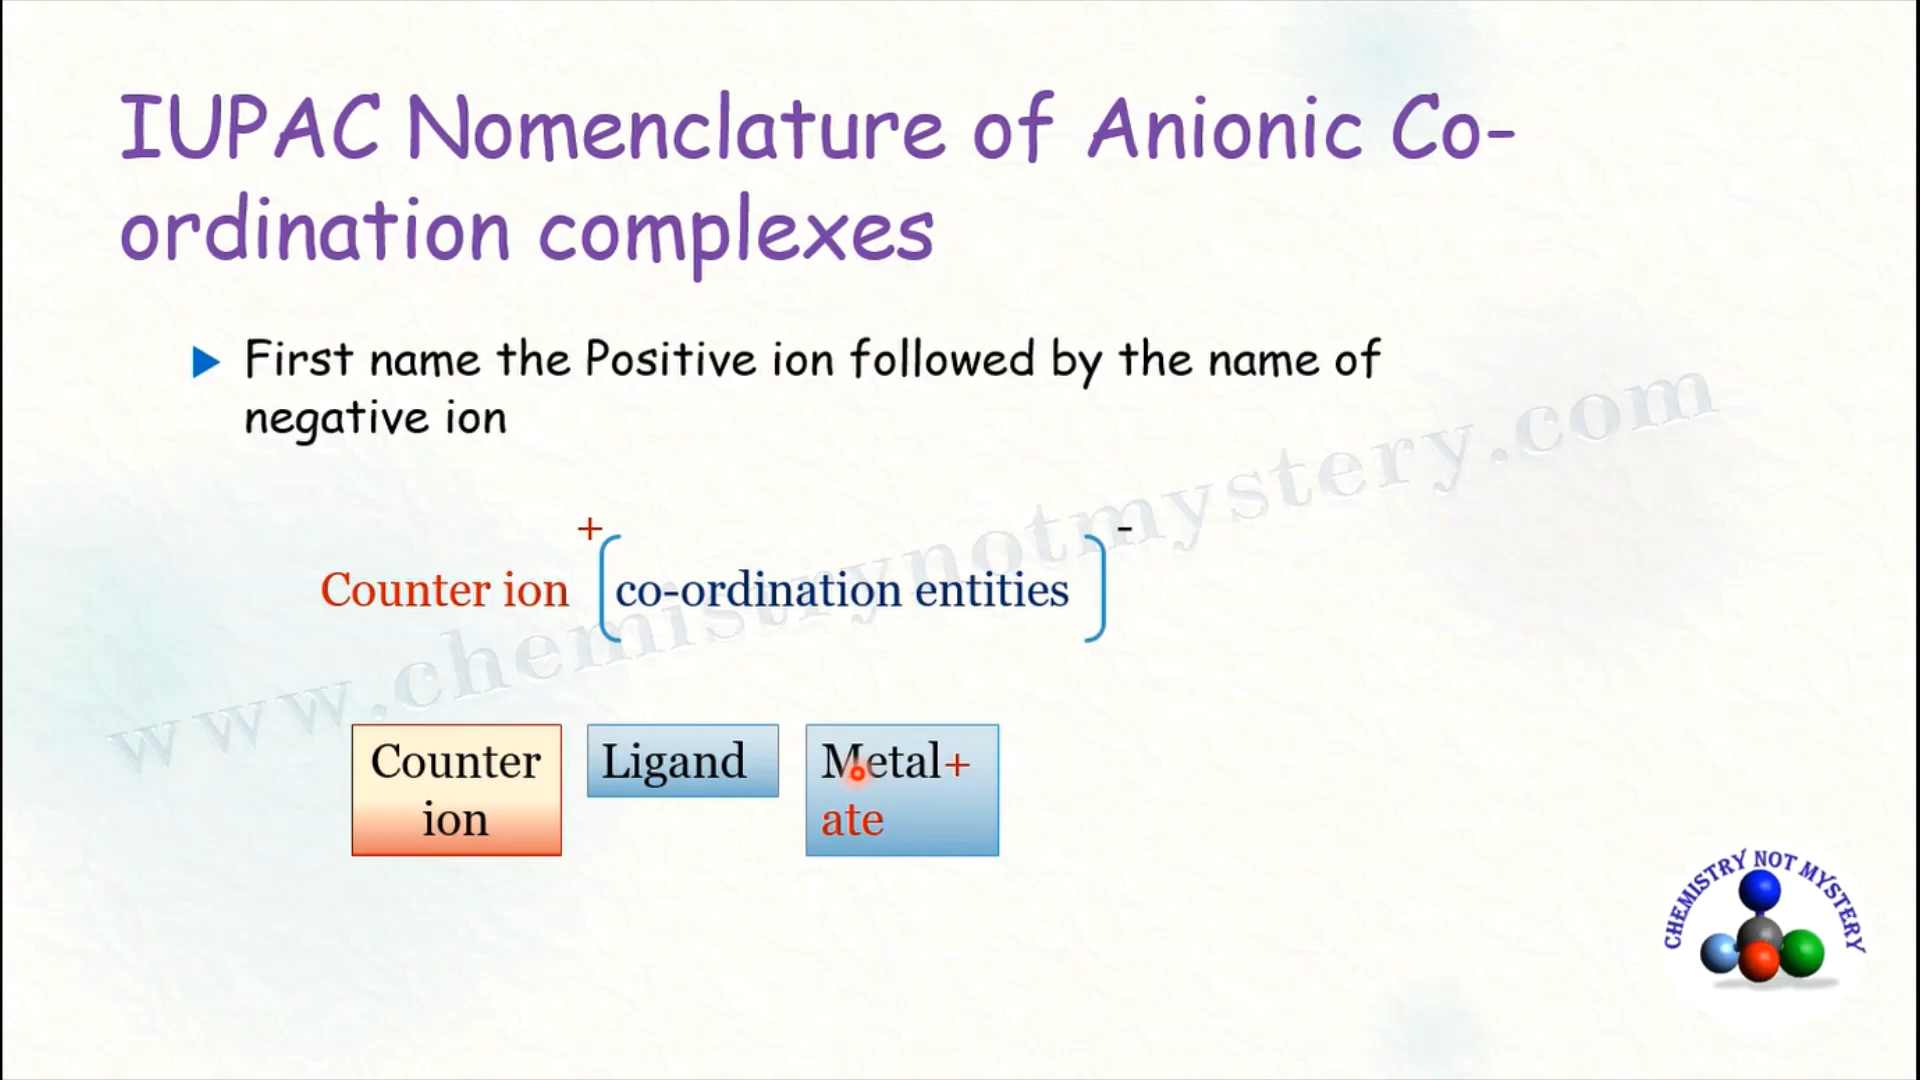 IUPAC Nomenclature of Anionic Co-
ordination complexes
First name the Positive ion followed by the name of
negative ion
+
-
Counter ion
co-ordination entities
www.chemistrynotmystery.com
Counter
ion
Ligand
Metal+
ate
CHEMISTRY NOT MYSTERY